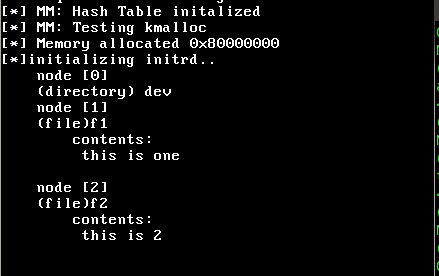 [*] MM: Hash Table initalized
[*] MM: Testing kmalloc
[*] Memory allocated 0x80000000
[*]initializing initrd..
node [0]
(directory) dev
node [1]
(file)f1
contents:
this is one
node [2]
(file)f2
contents:
this is 2